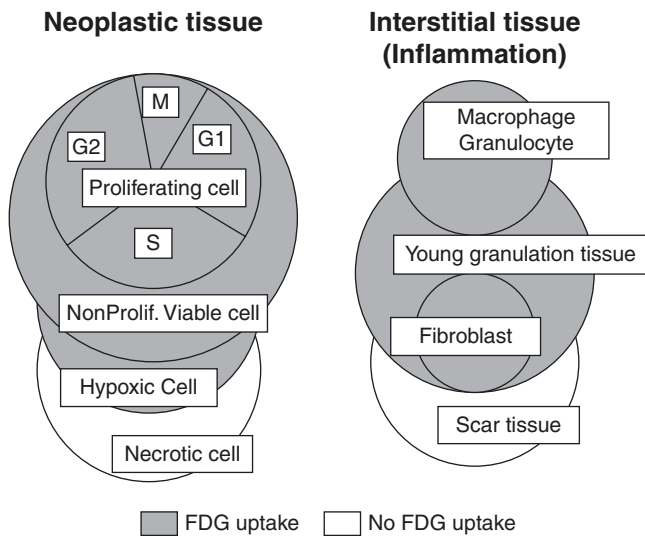 Neoplastic tissue
M
G2
G1
Proliferating cell
S
NonProlif. Viable cell
Hypoxic Cell
Necrotic cell
Interstitial tissue
(Inflammation)
Macrophage
Granulocyte
Young granulation tissue
Fibroblast
Scar tissue
FDG uptake
No FDG uptake